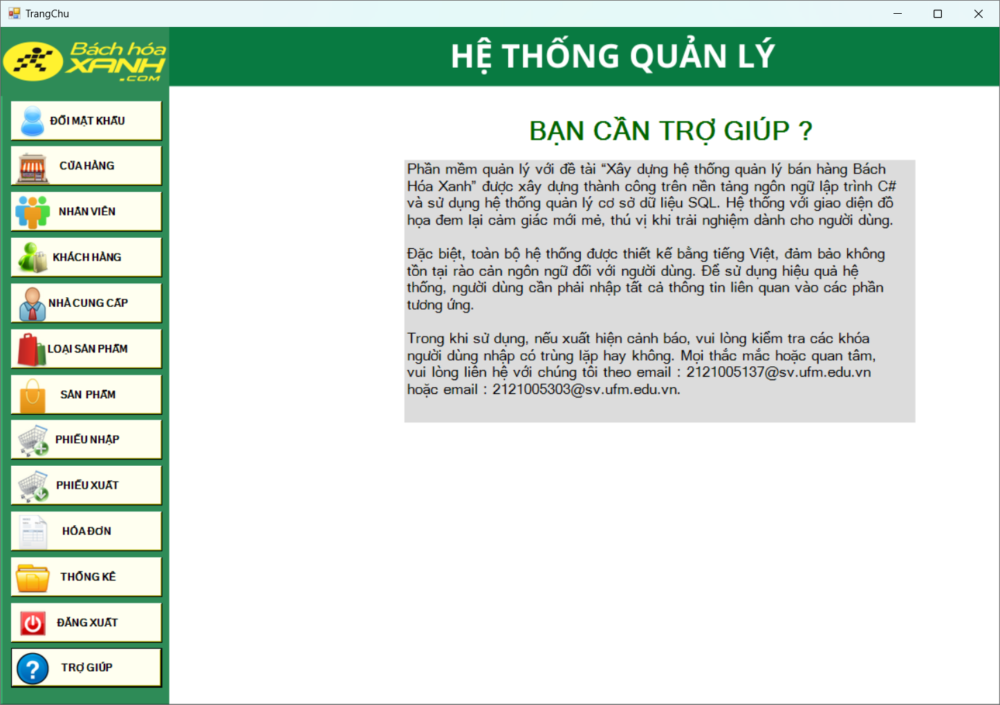 TrangChu
Bách hóa
XANH
.COM
HỆ THỐNG QUẢN LÝ
ĐỔI MẬT KHẨU
CỬA HÀNG
NHÂN VIÊN
KHÁCH HÀNG
NHÀ CUNG CẤP
LOẠI SẢN PHẨM
SẢN PHẨM
PHIẾU NHẬP
PHIẾU XUẤT
HÓA ĐƠN
THỐNG KÊ
ĐĂNG XUẤT
TRỢ GIÚP
BẠN CẦN TRỢ GIÚP ?
Phần mềm quản lý với đề tài “Xây dựng hệ thống quản lý bán hàng Bách
Hóa Xanh” được xây dựng thành công trên nền tảng ngôn ngữ lập trình C#
và sử dụng hệ thống quản lý cơ sở dữ liệu SQL. Hệ thống với giao diện đồ
họa đem lại cảm giác mới mẻ, thú vị khi trải nghiệm dành cho người dùng.
Đặc biệt, toàn bộ hệ thống được thiết kế bằng tiếng Việt, đảm bảo không
tồn tại rào cản ngôn ngữ đối với người dùng. Để sử dụng hiệu quả hệ
thống, người dùng cần phải nhập tất cả thông tin liên quan vào các phần
tương ứng.
Trong khi sử dụng, nếu xuất hiện cảnh báo, vui lòng kiểm tra các khóa
người dùng nhập có trùng lặp hay không. Mọi thắc mắc hoặc quan tâm,
vui lòng liên hệ với chúng tôi theo email : 2121005137@sv.ufm.edu.vn
hoặc email : 2121005303@sv.ufm.edu.vn.